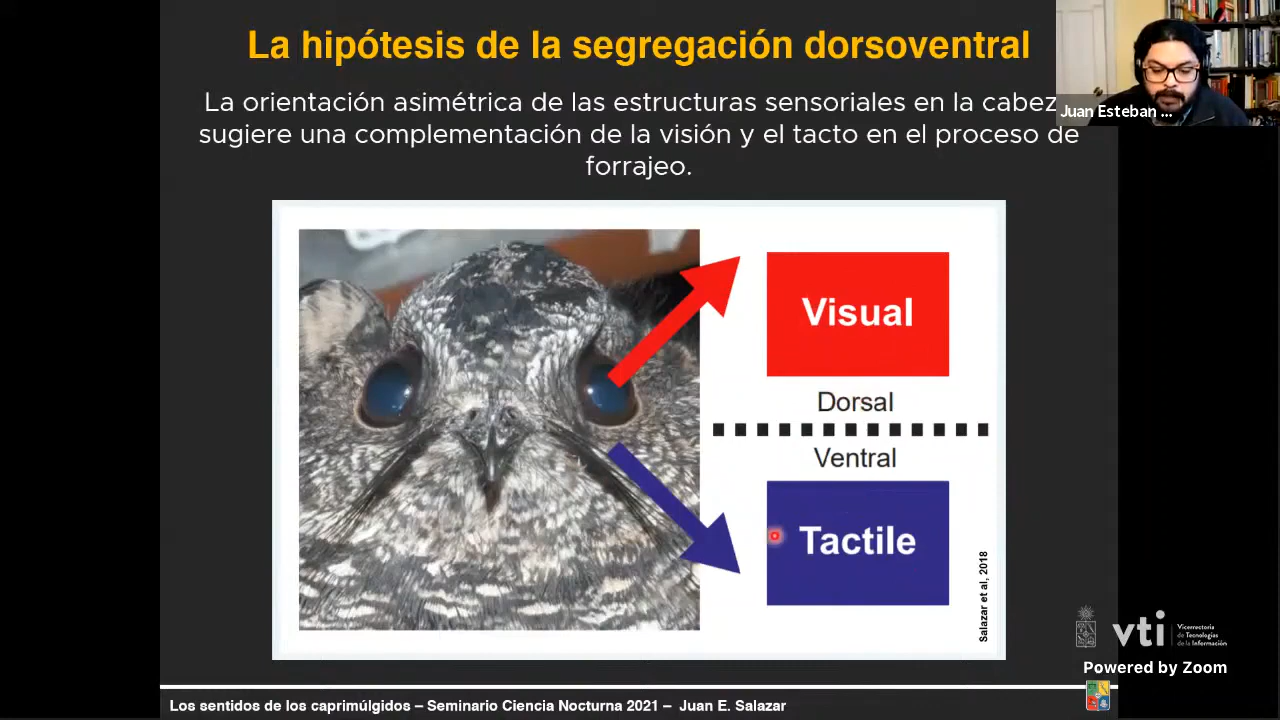 La hipótesis de la segregación dorsoventral
La orientación asimétrica de las estructuras sensoriales en la cabez
sugiere una complementación de la visión y el tacto en el proceso de
forrajeo.
Juan Esteban ...
Visual
Dorsal
Ventral
Tactile
Salazar et al, 2018
vti
Vicerrectoría
de Tecnologías
de la Información
Powered by Zoom
Los sentidos de los caprimúlgidos – Seminario Ciencia Nocturna 2021 – Juan E. Salazar